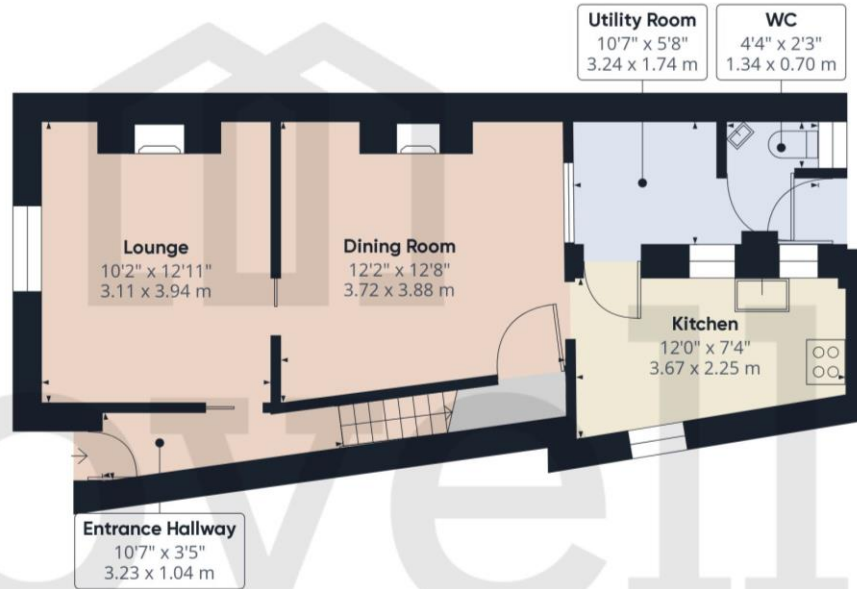 Utility Room
10'7" x 5'8"
3.24 x 1.74 m
WC
4'4" x 2'3"
1.34 x 0.70 m
Lounge
10'2" x 12'11"
3.11 x 3.94 m
Dining Room
12'2" x 12'8"
3.72 x 3.88 m
Kitchen
12'0" x 7'4"
3.67 x 2.25 m
Entrance Hallway
10'7" x 3'5"
3.23 x 1.04 m
ovell